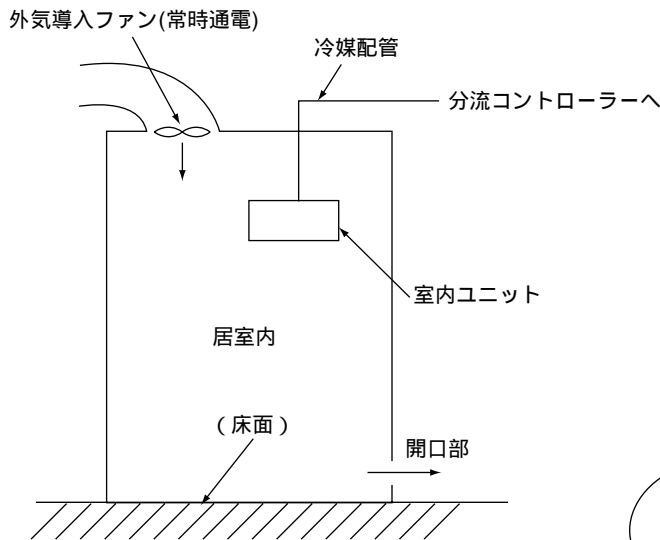 外気導入ファン(常時通電)
冷媒配管
分流コントローラーへ
室内ユニット
居室内
(床面)
開口部